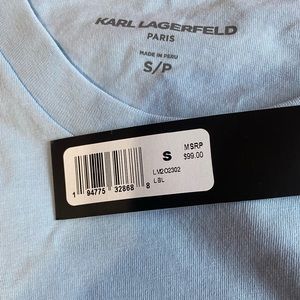 KARL LAGERFELD
PARIS
MADE IN PERU
S/P
S
MSRP
$99.00
LM2O2302
LBL
1 94775 32868 8